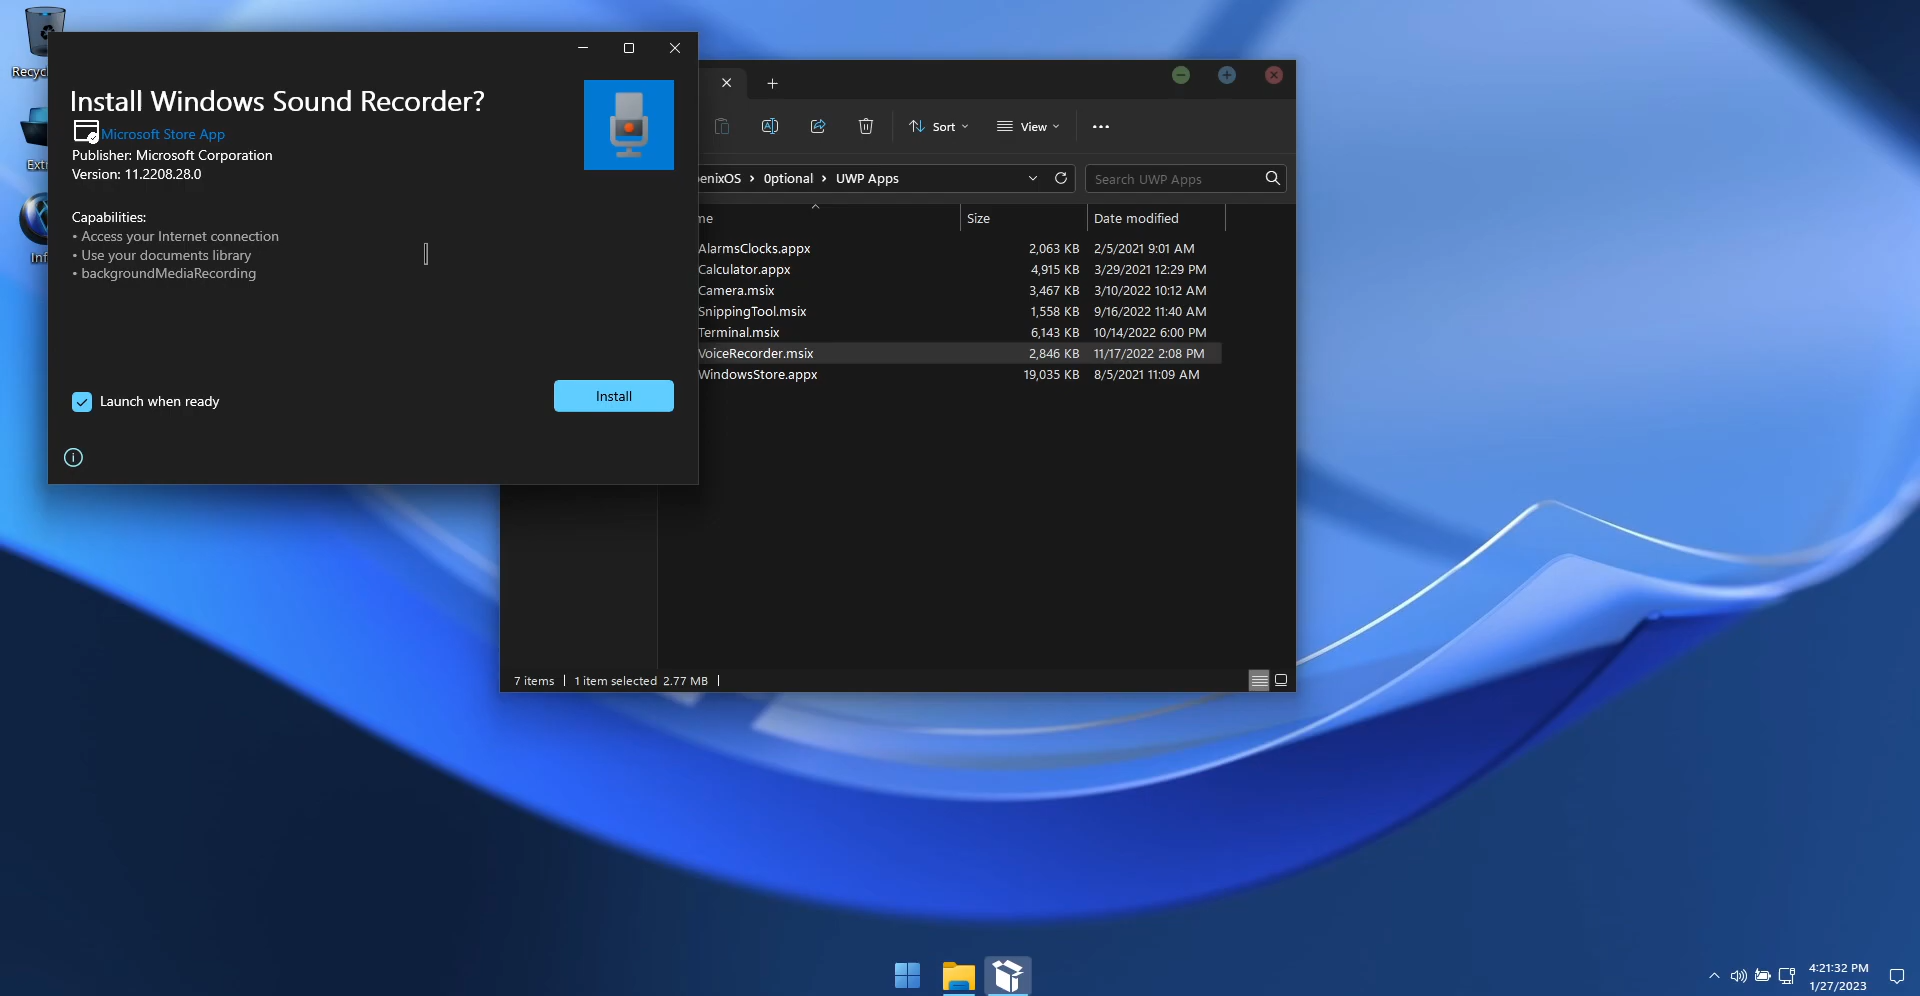 Install Windows Sound Recorder?
Microsoft Store App
Publisher: Microsoft Corporation
Version: 11.2208.28.0
Capabilities:
• Access your Internet connection
• Use your documents library
• backgroundMediaRecording
Launch when ready
Install
Sort
View
enixOS > 0ptional > UWP Apps
Search UWP Apps
me Size Date modified
AlarmsClocks.appx 2,063 KB 2/5/2021 9:01 AM
Calculator.appx 4,915 KB 3/29/2021 12:29 PM
Camera.msix 3,467 KB 3/10/2022 10:12 AM
SnippingTool.msix 1,558 KB 9/16/2022 11:40 AM
Terminal.msix 6,143 KB 10/14/2022 6:00 PM
VoiceRecorder.msix 2,846 KB 11/17/2022 2:08 PM
WindowsStore.appx 19,035 KB 8/5/2021 11:09 AM
7 items | 1 item selected 2.77 MB |
Recyc
Ext
Inf
4:21:32 PM
1/27/2023